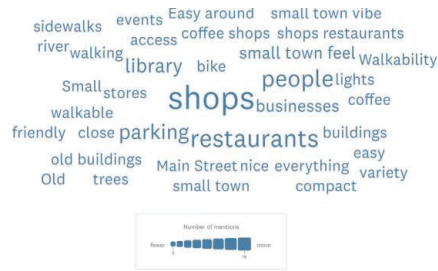 Easy around small town vibe
sidewalks events
access coffee shops shops restaurants
river walking small town feel Walkability
library bike people lights
Small stores shops businesses coffee
walkable
friendly close parking restaurants buildings
old buildings Main Street nice everything easy
Old trees small town compact variety
Number of mentions
fewer more